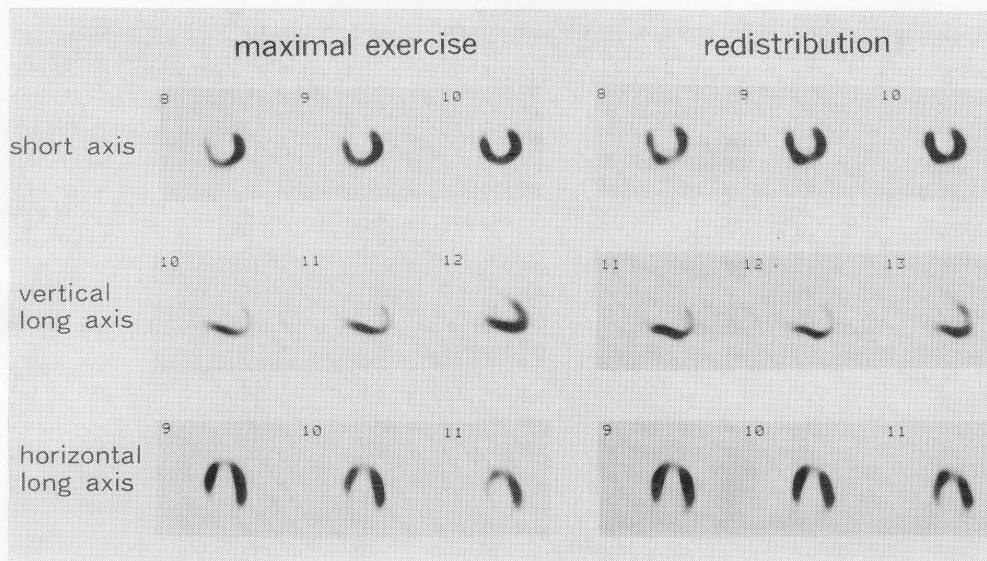 maximal exercise redistribution
8 9 10 8 9 10
short axis
10 11 12 11 12 13
vertical
long axis
9 10 11 9 10 11
horizontal
long axis